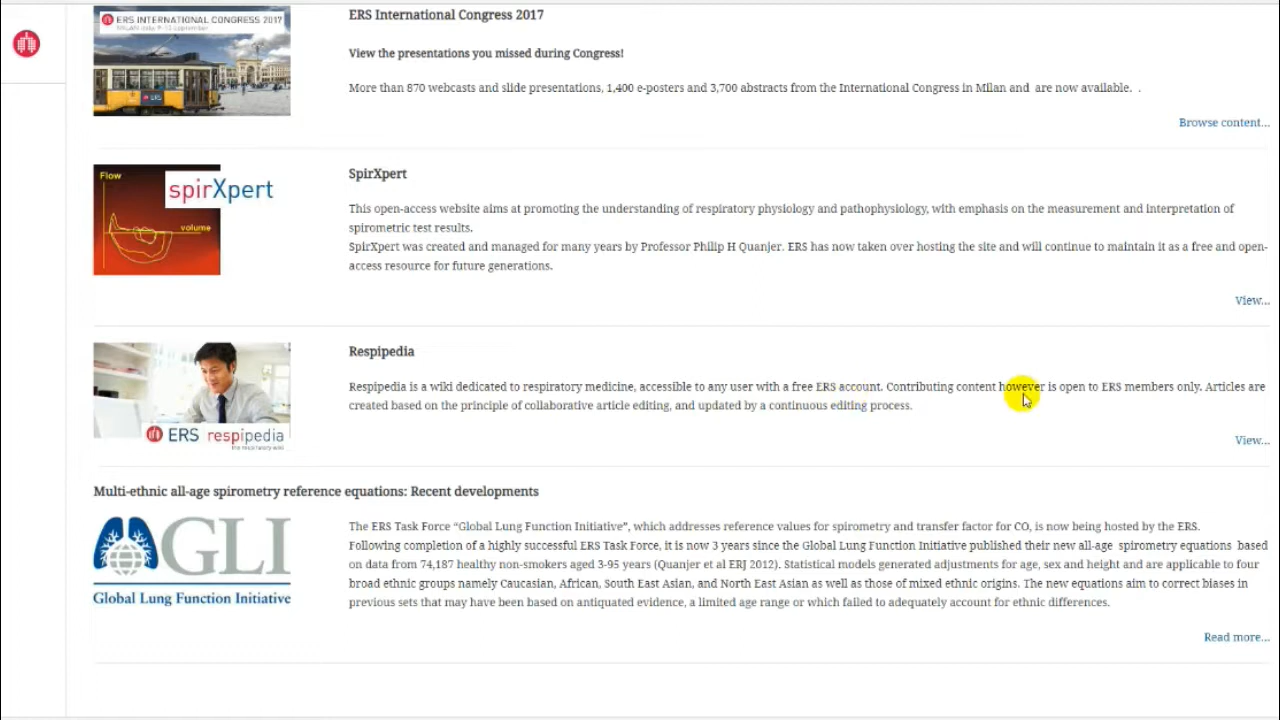 ERS INTERNATIONAL CONGRESS 2017
ERS
ERS International Congress 2017
View the presentations you missed during Congress!
More than 870 webcasts and slide presentations, 1,400 e-posters and 3,700 abstracts from the International Congress in Milan and  are now available.  .
Browse content...
Flow
spirXpert
volume
SpirXpert
This open-access website aims at promoting the understanding of respiratory physiology and pathophysiology, with emphasis on the measurement and interpretation of
spirometric test results.
SpirXpert was created and managed for many years by Professor Philip H Quanjer. ERS has now taken over hosting the site and will continue to maintain it as a free and open-
access resource for future generations.
View...
ERS respipedia
the respiratory wiki
Respipedia
Respipedia is a wiki dedicated to respiratory medicine, accessible to any user with a free ERS account. Contributing content however is open to ERS members only. Articles are
created based on the principle of collaborative article editing, and updated by a continuous editing process.
View...
Multi-ethnic all-age spirometry reference equations: Recent developments
GLI
Global Lung Function Initiative
The ERS Task Force “Global Lung Function Initiative”, which addresses reference values for spirometry and transfer factor for CO, is now being hosted by the ERS.
Following completion of a highly successful ERS Task Force, it is now 3 years since the Global Lung Function Initiative published their new all-age  spirometry equations  based
on data from 74,187 healthy non-smokers aged 3-95 years (Quanjer et al ERJ 2012). Statistical models generated adjustments for age, sex and height and are applicable to four
broad ethnic groups namely Caucasian, African, South East Asian, and North East Asian as well as those of mixed ethnic origins. The new equations aim to correct biases in
previous sets that may have been based on antiquated evidence, a limited age range or which failed to adequately account for ethnic differences.
Read more...